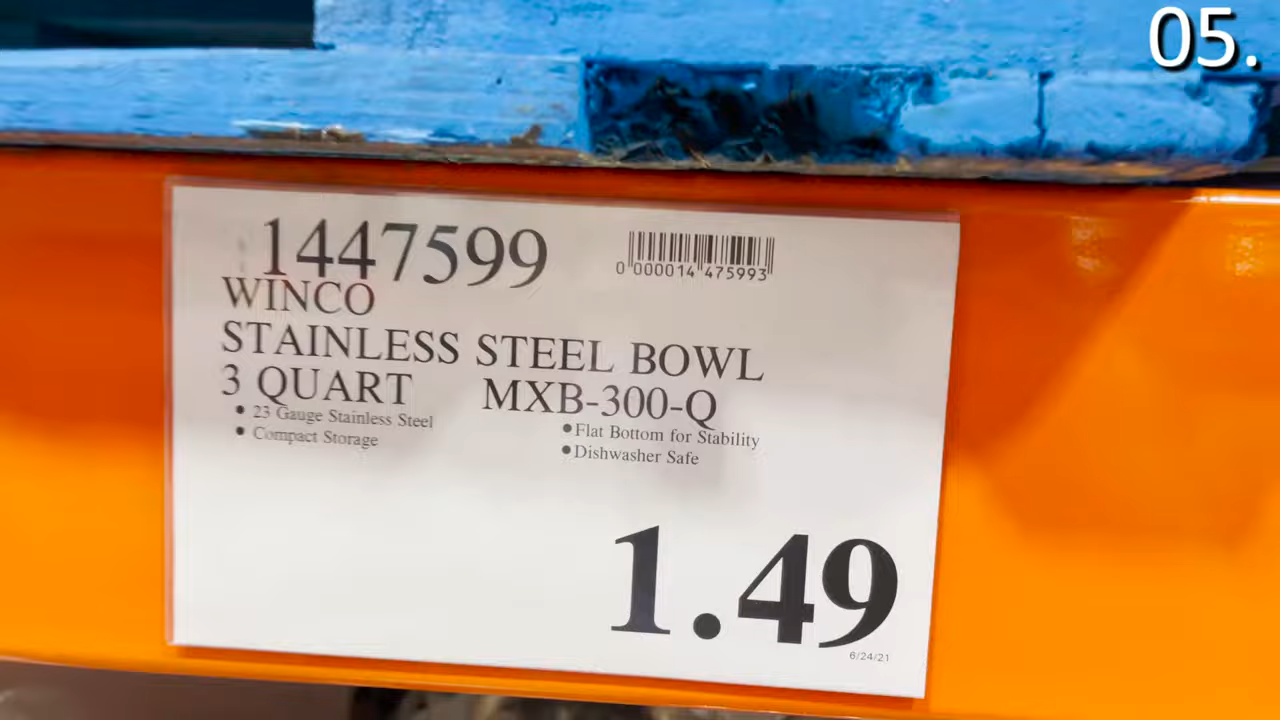 05.
1447599
0 000014 475993
WINCO
STAINLESS STEEL BOWL
3 QUART MXB-300-Q
• 23 Gauge Stainless Steel
• Compact Storage
• Flat Bottom for Stability
• Dishwasher Safe
1.49
6/24/21